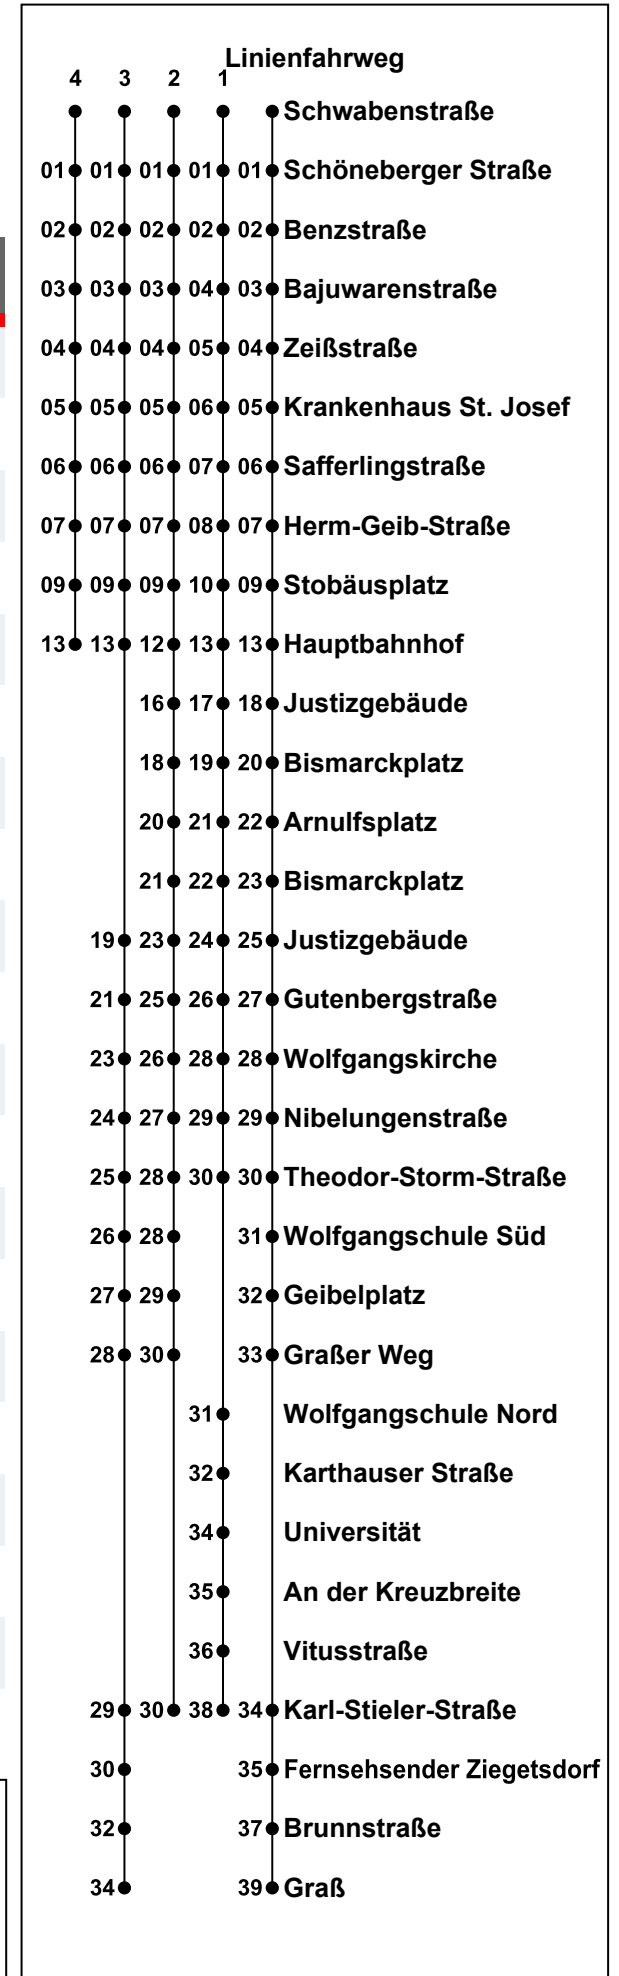 Linienfahrweg
4 3 2 1
Schwabenstraße
01 01 01 01 01 Schöneberger Straße
02 02 02 02 02 Benzstraße
03 03 03 04 03 Bajuwarenstraße
04 04 04 05 04 Zeißstraße
05 05 05 06 05 Krankenhaus St. Josef
06 06 06 07 06 Safferlingstraße
07 07 07 08 07 Herm-Geib-Straße
09 09 09 10 09 Stobäusplatz
13 13 12 13 13 Hauptbahnhof
16 17 18 Justizgebäude
18 19 20 Bismarckplatz
20 21 22 Arnulfsplatz
21 22 23 Bismarckplatz
19 23 24 25 Justizgebäude
21 25 26 27 Gutenbergstraße
23 26 28 28 Wolfgangskirche
24 27 29 29 Nibelungenstraße
25 28 30 30 Theodor-Storm-Straße
26 28 31 Wolfgangschule Süd
27 29 32 Geibelplatz
28 30 33 Graßer Weg
31 Wolfgangschule Nord
32 Karthauser Straße
34 Universität
35 An der Kreuzbreite
36 Vitusstraße
29 30 38 34 Karl-Stieler-Straße
30 35 Fernsehsender Ziegetsdorf
32 37 Brunnstraße
34 39 Graß